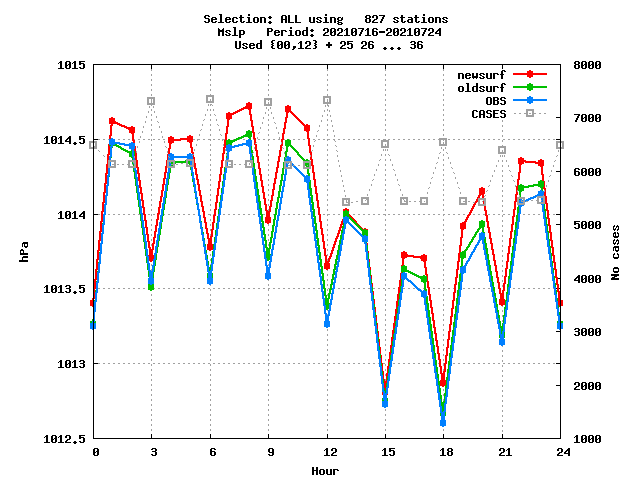 Selection: ALL using   827 stations
Mslp   Period: 20210716-20210724
Used {00,12} + 25 26 ... 36
1015
1014.5
1014
1013.5
1013
1012.5
8000
7000
6000
5000
4000
3000
2000
1000
newsurf
oldsurf
OBS
CASES
hPa
No cases
0 3 6 9 12 15 18 21 24
Hour